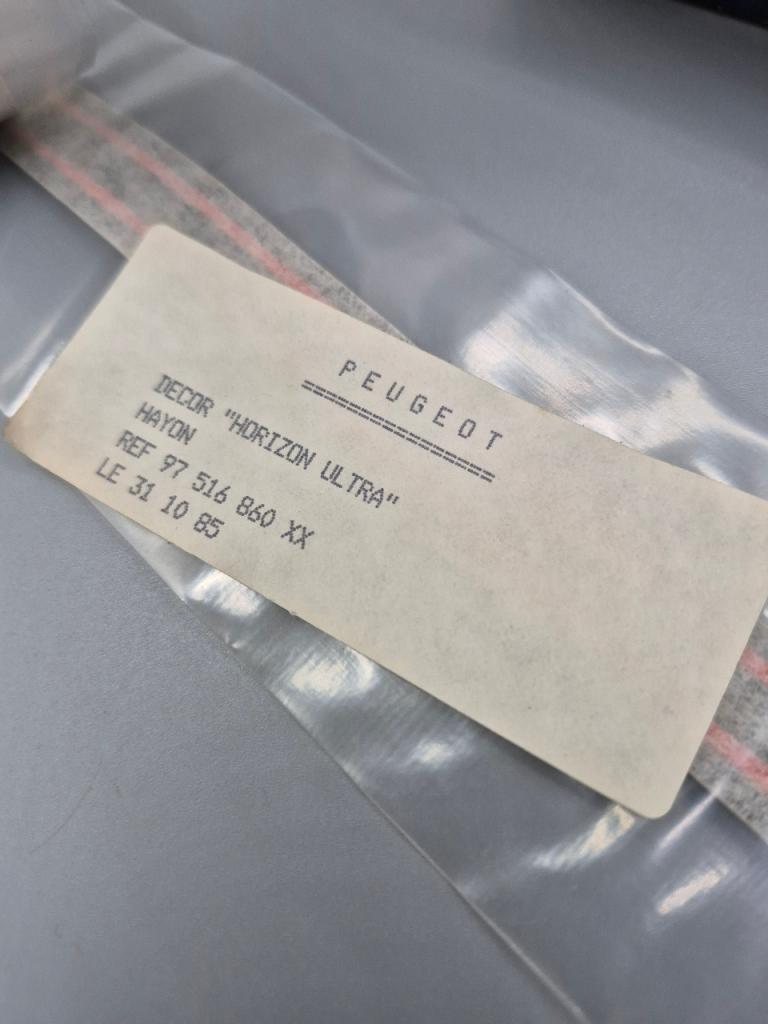 PEUGEOT
==================
DECOR "HORIZON ULTRA"
HAYON
REF 97 516 860 XX
LE 31 10 85